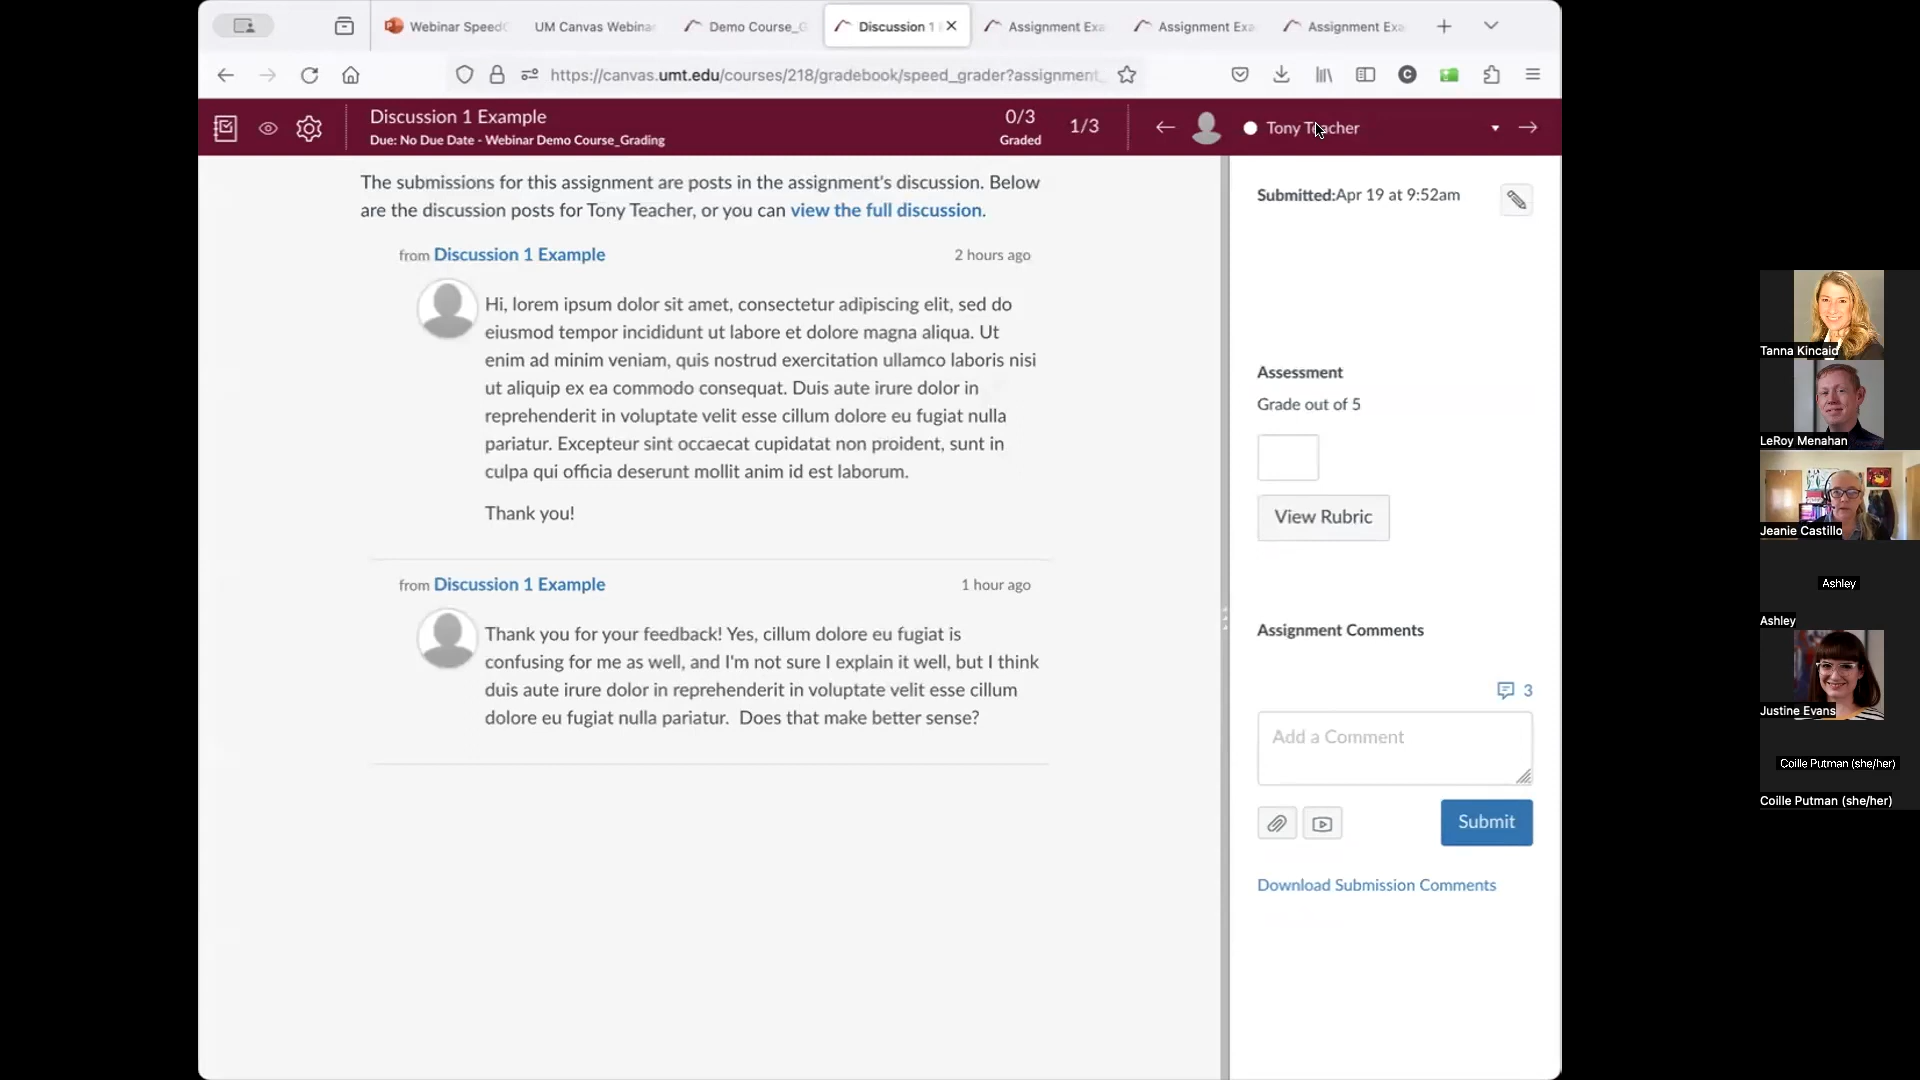 Webinar Speed
UM Canvas Webina
Demo Course_G
Discussion 1
Assignment Exa
Assignment Exa
Assignment Exa
https://canvas.umt.edu/courses/218/gradebook/speed_grader?assignment_
Discussion 1 Example
Due: No Due Date - Webinar Demo Course_Grading
0/3
Graded
1/3
Tony Teacher
The submissions for this assignment are posts in the assignment's discussion. Below
are the discussion posts for Tony Teacher, or you can view the full discussion.
from Discussion 1 Example
2 hours ago
Hi, lorem ipsum dolor sit amet, consectetur adipiscing elit, sed do
eiusmod tempor incididunt ut labore et dolore magna aliqua. Ut
enim ad minim veniam, quis nostrud exercitation ullamco laboris nisi
ut aliquip ex ea commodo consequat. Duis aute irure dolor in
reprehenderit in voluptate velit esse cillum dolore eu fugiat nulla
pariatur. Excepteur sint occaecat cupidatat non proident, sunt in
culpa qui officia deserunt mollit anim id est laborum.
Thank you!
from Discussion 1 Example
1 hour ago
Thank you for your feedback! Yes, cillum dolore eu fugiat is
confusing for me as well, and I'm not sure I explain it well, but I think
duis aute irure dolor in reprehenderit in voluptate velit esse cillum
dolore eu fugiat nulla pariatur.  Does that make better sense?
Submitted:Apr 19 at 9:52am
Assessment
Grade out of 5
View Rubric
Assignment Comments
3
Add a Comment
Submit
Download Submission Comments
Tanna Kincaid
LeRoy Menahan
Jeanie Castillo
Ashley
Ashley
Justine Evans
Coille Putman (she/her)
Coille Putman (she/her)